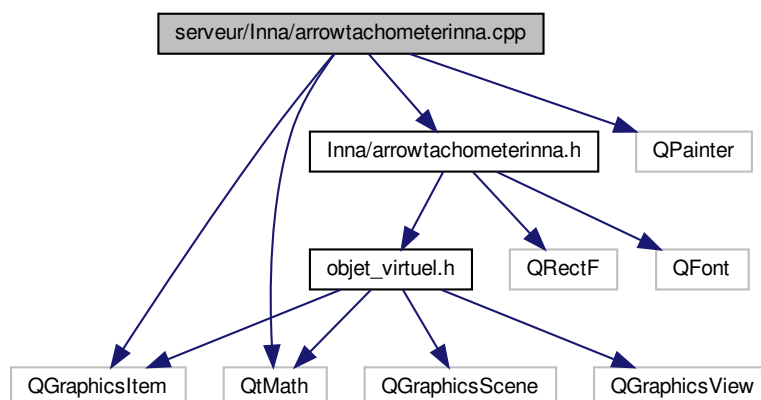 serveur/Inna/arrowtachometerinna.cpp
Inna/arrowtachometerinna.h
QPainter
objet_virtuel.h
QRectF
QFont
QGraphicsItem
QtMath
QGraphicsScene
QGraphicsView